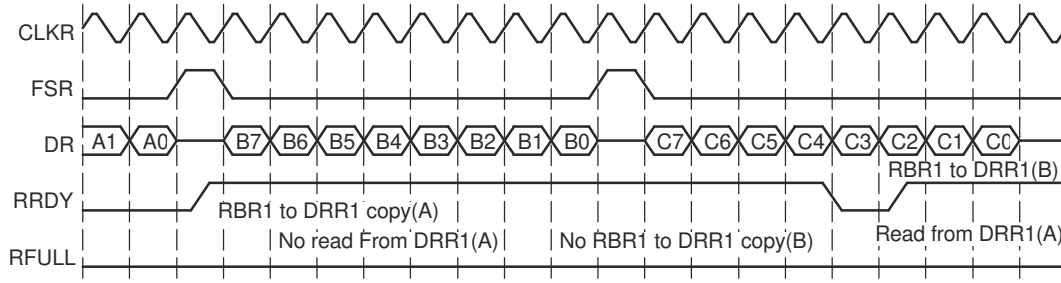 CLKR
FSR
DR A1 A0 B7 B6 B5 B4 B3 B2 B1 B0 C7 C6 C5 C4 C3 C2 C1 C0
RBR1 to DRR1(B)
RRDY
RBR1 to DRR1 copy(A)
No read From DRR1(A) No RBR1 to DRR1 copy(B) Read from DRR1(A)
RFULL